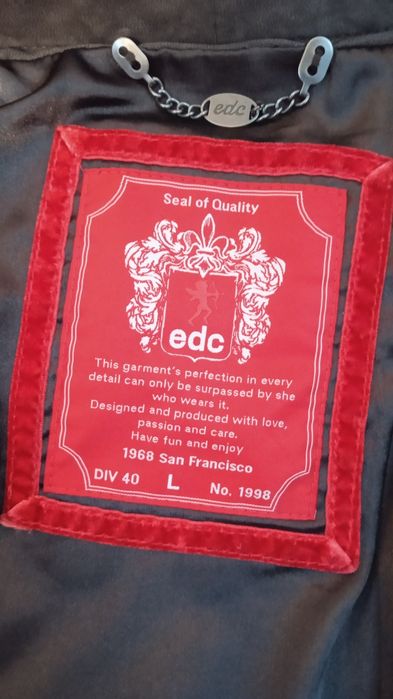 edc
Seal of Quality
edc
This garment's perfection in every
detail can only be surpassed by she
who wears it.
Designed and produced with love,
passion and care.
Have fun and enjoy
1968 San Francisco
DIV 40 L No. 1998